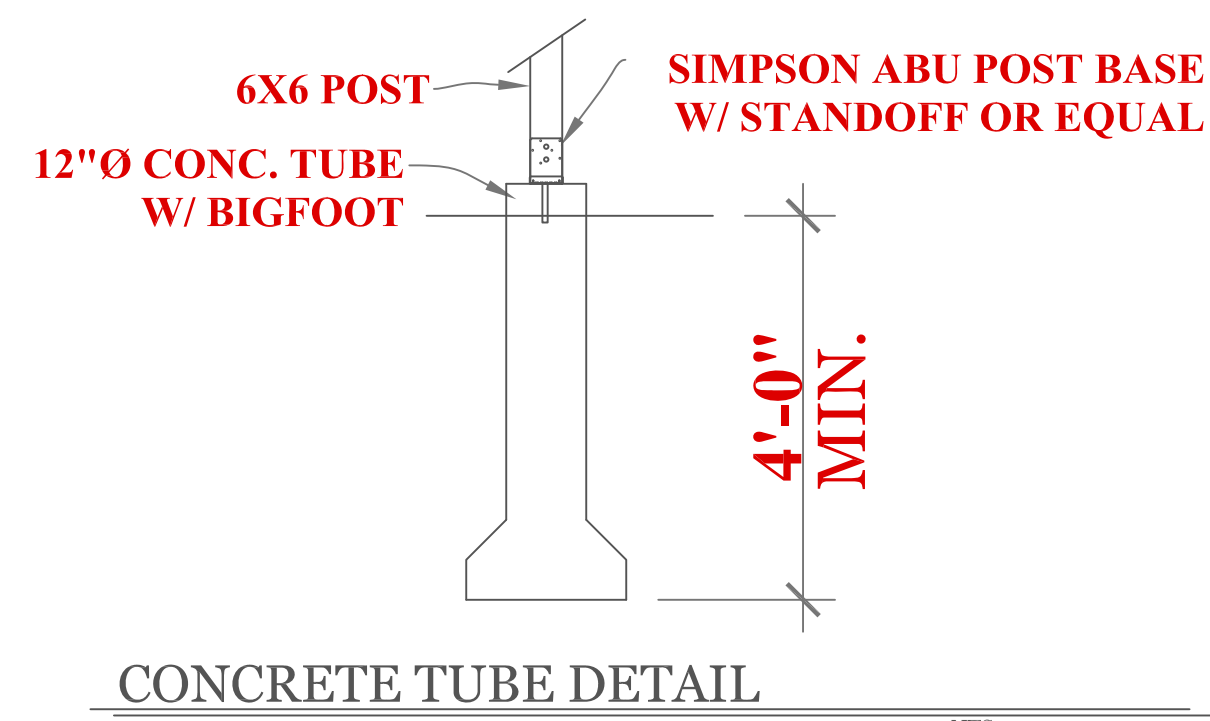 6X6 POST
SIMPSON ABU POST BASE
W/ STANDOFF OR EQUAL
12"Ø CONC. TUBE
W/ BIGFOOT
4'-0"
MIN.
CONCRETE TUBE DETAIL